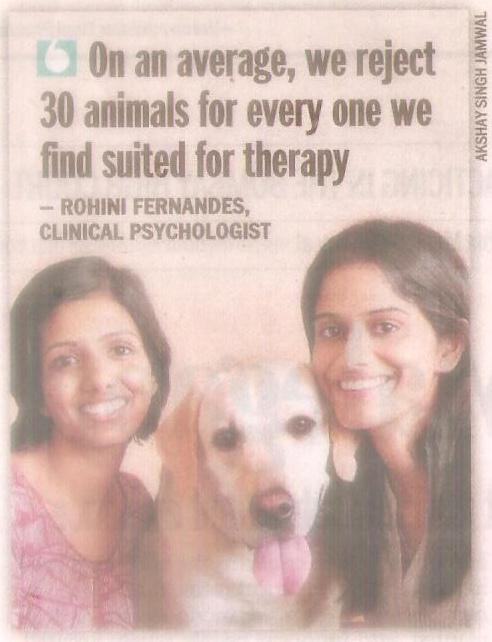 On an average, we reject
30 animals for every one we
find suited for therapy
— ROHINI FERNANDES,
CLINICAL PSYCHOLOGIST
AKSHAY SINGH JAMWAL